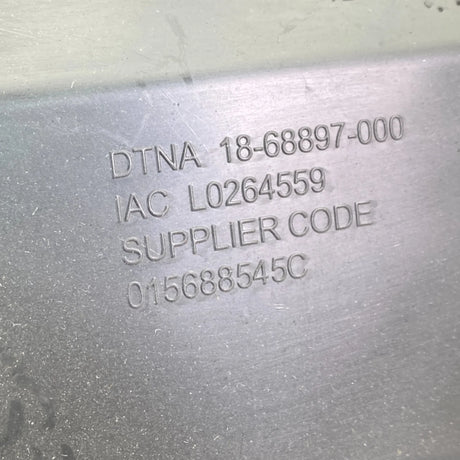 DTNA 18-68897-000
IAC L0264559
SUPPLIER CODE
015688545C